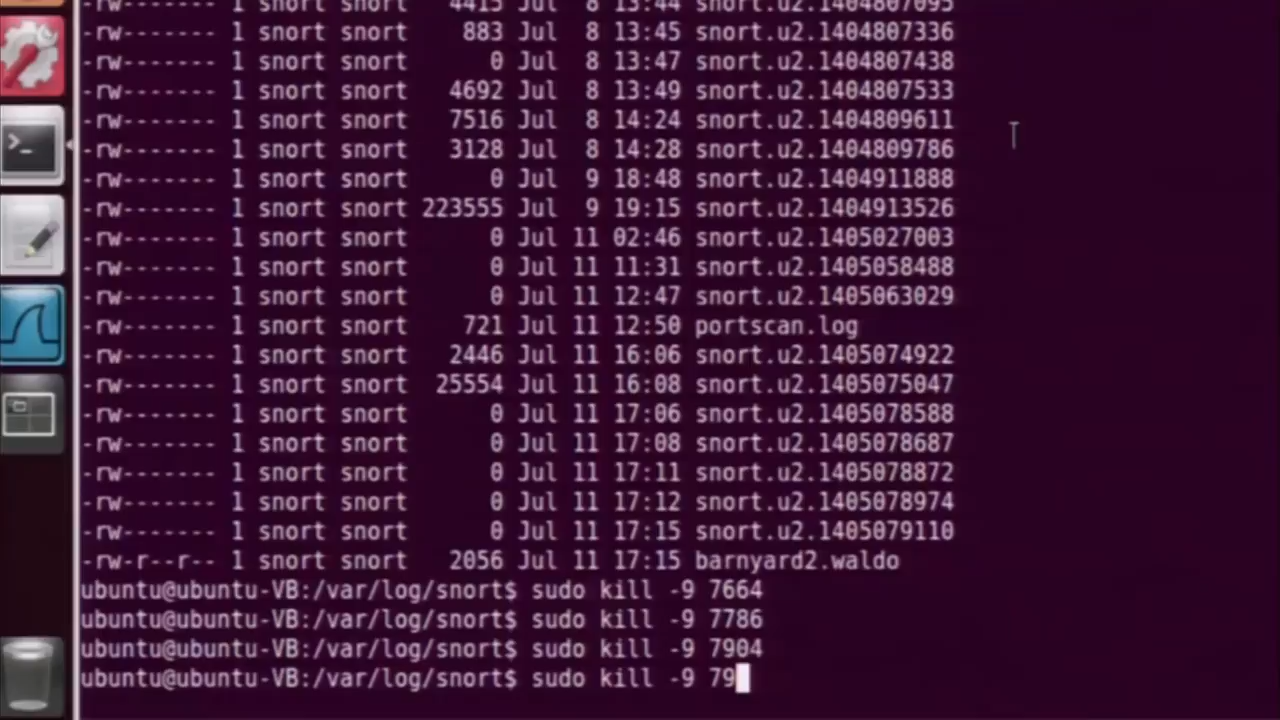 -rw------- 1 snort snort 4415 Jul 8 13:44 snort.u2.1404807095
-rw------- 1 snort snort 883 Jul 8 13:45 snort.u2.1404807336
-rw------- 1 snort snort 0 Jul 8 13:47 snort.u2.1404807438
-rw------- 1 snort snort 4692 Jul 8 13:49 snort.u2.1404807533
-rw------- 1 snort snort 7516 Jul 8 14:24 snort.u2.1404809611
-rw------- 1 snort snort 3128 Jul 8 14:28 snort.u2.1404809786
-rw------- 1 snort snort 0 Jul 9 18:48 snort.u2.1404911888
-rw------- 1 snort snort 223555 Jul 9 19:15 snort.u2.1404913526
-rw------- 1 snort snort 0 Jul 11 02:46 snort.u2.1405027003
-rw------- 1 snort snort 0 Jul 11 11:31 snort.u2.1405058488
-rw------- 1 snort snort 0 Jul 11 12:47 snort.u2.1405063029
-rw------- 1 snort snort 721 Jul 11 12:50 portscan.log
-rw------- 1 snort snort 2446 Jul 11 16:06 snort.u2.1405074922
-rw------- 1 snort snort 25554 Jul 11 16:08 snort.u2.1405075047
-rw------- 1 snort snort 0 Jul 11 17:06 snort.u2.1405078588
-rw------- 1 snort snort 0 Jul 11 17:08 snort.u2.1405078687
-rw------- 1 snort snort 0 Jul 11 17:11 snort.u2.1405078872
-rw------- 1 snort snort 0 Jul 11 17:12 snort.u2.1405078974
-rw------- 1 snort snort 0 Jul 11 17:15 snort.u2.1405079110
-rw-r--r-- 1 snort snort 2056 Jul 11 17:15 barnyard2.waldo
ubuntu@ubuntu-VB:/var/log/snort$ sudo kill -9 7664
ubuntu@ubuntu-VB:/var/log/snort$ sudo kill -9 7786
ubuntu@ubuntu-VB:/var/log/snort$ sudo kill -9 7904
ubuntu@ubuntu-VB:/var/log/snort$ sudo kill -9 79